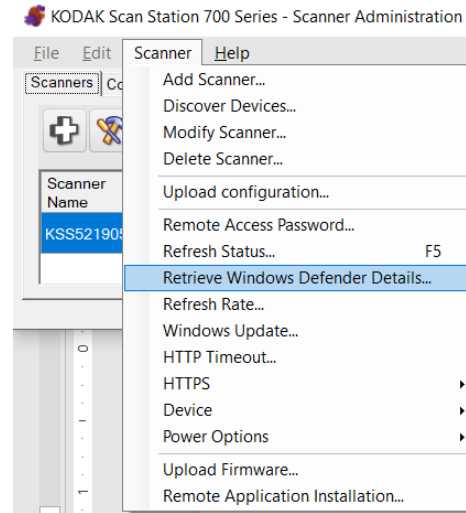 KODAK Scan Station 700 Series - Scanner Administration
File Edit Scanner Help
Scanners
Add Scanner...
Discover Devices...
Modify Scanner...
Delete Scanner...
Scanner Name
Upload configuration...
Remote Access Password...
KSS52190
Refresh Status... F5
Retrieve Windows Defender Details...
Refresh Rate...
Windows Update...
HTTP Timeout...
HTTPS
Device
Power Options
Upload Firmware...
Remote Application Installation...